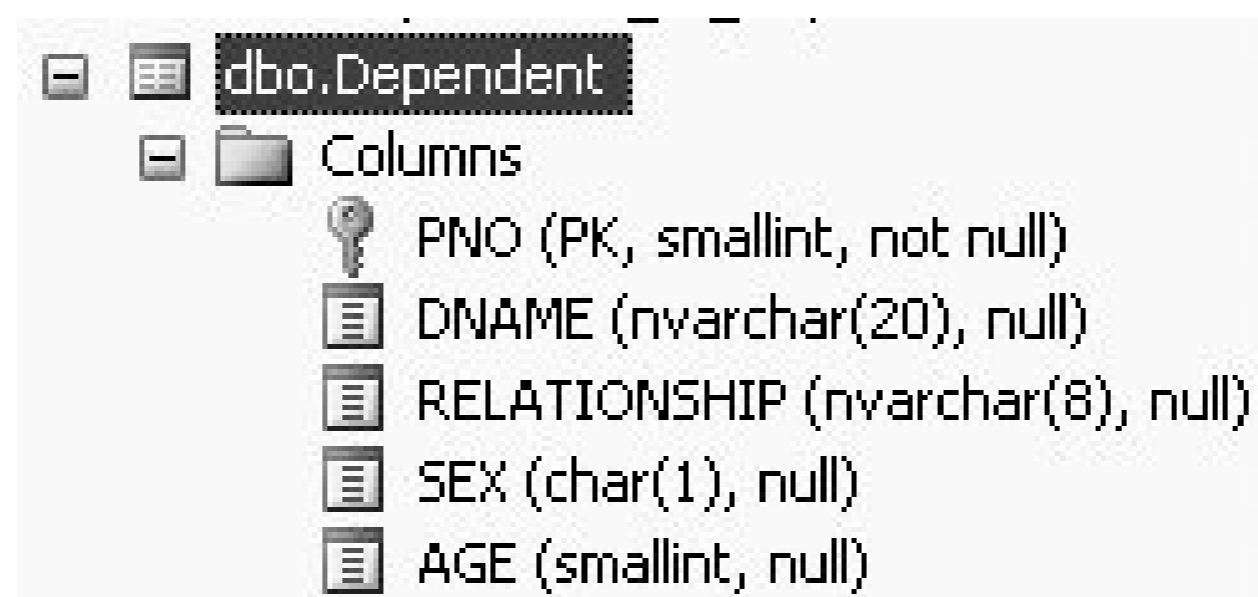 dbo.Dependent
Columns
PNO (PK, smallint, not null)
DNAME (nvarchar(20), null)
RELATIONSHIP (nvarchar(8), null)
SEX (char(1), null)
AGE (smallint, null)